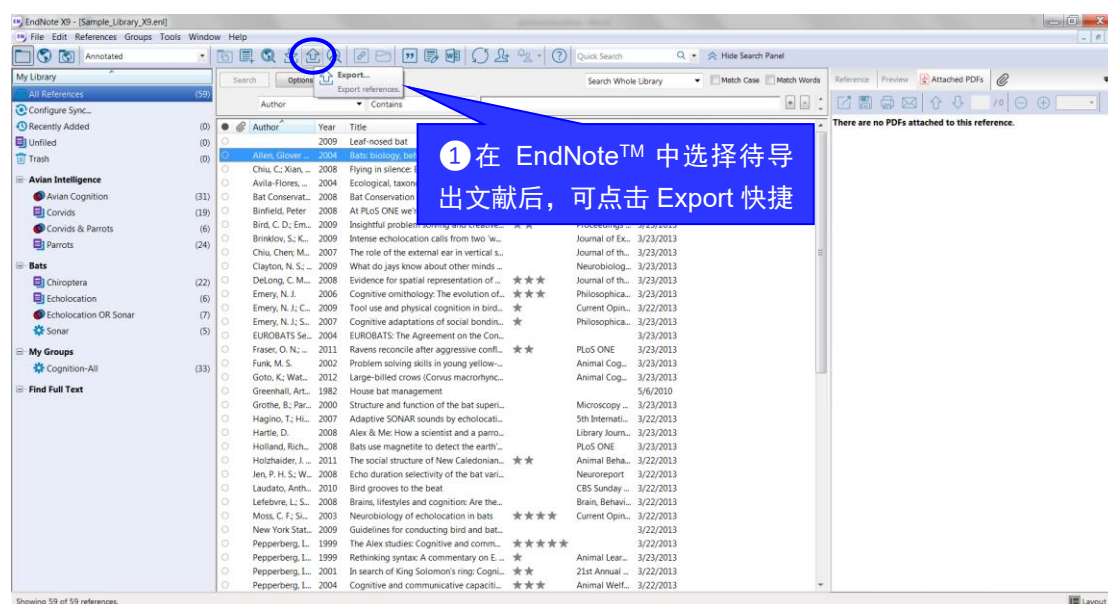 EndNote X9 - [Sample_Library_X9.enl]
File Edit References Groups Tools Window Help
Annotated
Quick Search
Hide Search Panel
My Library
Search Options
Export...
Export references.
Search Whole Library
Match Case
Match Words
Reference Preview Attached PDFs
All References (59)
Configure Sync...
Recently Added (0)
Unfiled (0)
Trash (0)
Avian Intelligence
Avian Cognition (31)
Corvids (19)
Corvids & Parrots (6)
Parrots (24)
Bats
Chiroptera (22)
Echolocation (6)
Echolocation OR Sonar (7)
Sonar (5)
My Groups
Cognition-All (33)
Find Full Text
Author Contains
/0
There are no PDFs attached to this reference.
①在 EndNote™ 中选择待导
出文献后，可点击 Export 快捷
Author Year Title
2009 Leaf-nosed bat
Allen, Glover ... 2004 Bats: biology, be
Chiu, C.; Xian, ... 2008 Flying in silence:
Avila-Flores, ... 2004 Ecological, taxon
Bat Conservat... 2008 Bat Conservation
Binfield, Peter 2008 At PLoS ONE we'r
Bird, C. D.; Em... 2009 Insightful problem solving and creative... ★★ Proceedings ... 3/23/2013
Brinklov, S.; K... 2009 Intense echolocation calls from two 'w... Journal of Ex... 3/23/2013
Chiu, Chen; M... 2007 The role of the external ear in vertical s... Journal of th... 3/23/2013
Clayton, N. S.; ... 2009 What do jays know about other minds ... Neurobiolog... 3/23/2013
DeLong, C. M... 2008 Evidence for spatial representation of ... ★★★ Journal of th... 3/23/2013
Emery, N. J. 2006 Cognitive ornithology: The evolution of... ★★★ Philosophica... 3/23/2013
Emery, N. J.; C... 2009 Tool use and physical cognition in bird... ★ Current Opin... 3/22/2013
Emery, N. J.; S... 2007 Cognitive adaptations of social bondin... ★ Philosophica... 3/23/2013
EUROBATS Se... 2004 EUROBATS: The Agreement on the Con... 3/23/2013
Fraser, O. N.; ... 2011 Ravens reconcile after aggressive confl... ★★ PLoS ONE 3/23/2013
Funk, M. S. 2002 Problem solving skills in young yellow-... Animal Cog... 3/23/2013
Goto, K.; Wat... 2012 Large-billed crows (Corvus macrorhync... Animal Cog... 3/23/2013
Greenhall, Art... 1982 House bat management 5/6/2010
Grothe, B.; Par... 2000 Structure and function of the bat superi... Microscopy ... 3/23/2013
Hagino, T.; Hi... 2007 Adaptive SONAR sounds by echolocati... 5th Internati... 3/22/2013
Hartle, D. 2008 Alex & Me: How a scientist and a parro... Library Journ... 3/23/2013
Holland, Rich... 2008 Bats use magnetite to detect the earth'... PLoS ONE 3/23/2013
Holzhaider, J. ... 2011 The social structure of New Caledonian... ★★ Animal Beha... 3/22/2013
Jen, P. H. S.; W... 2008 Echo duration selectivity of the bat vari... Neuroreport 3/22/2013
Laudato, Anth... 2010 Bird grooves to the beat CBS Sunday ... 3/22/2013
Lefebvre, L.; S... 2008 Brains, lifestyles and cognition: Are the... Brain, Behavi... 3/22/2013
Moss, C. F.; Si... 2003 Neurobiology of echolocation in bats ★★★★ Current Opin... 3/22/2013
New York Stat... 2009 Guidelines for conducting bird and bat... 3/22/2013
Pepperberg, I... 1999 The Alex studies: Cognitive and comm... ★★★★★ 3/22/2013
Pepperberg, I... 1999 Rethinking syntax: A commentary on E. ... ★ Animal Lear... 3/23/2013
Pepperberg, I... 2001 In search of King Solomon's ring: Cogni... ★★ 21st Annual ... 3/22/2013
Pepperberg, I... 2004 Cognitive and communicative capaciti... ★★★ Animal Welf... 3/22/2013
Showing 59 of 59 references.
Layout